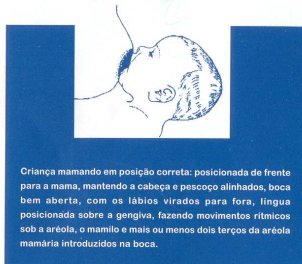 Criança mamando em posição correta: posicionada de frente
para a mama, mantendo a cabeça e pescoço alinhados, boca
bem aberta, com os lábios virados para fora, língua
posicionada sobre a gengiva, fazendo movimentos rítmicos
sob a aréola, o mamilo e mais ou menos dois terços da aréola
mamária introduzidos na boca.